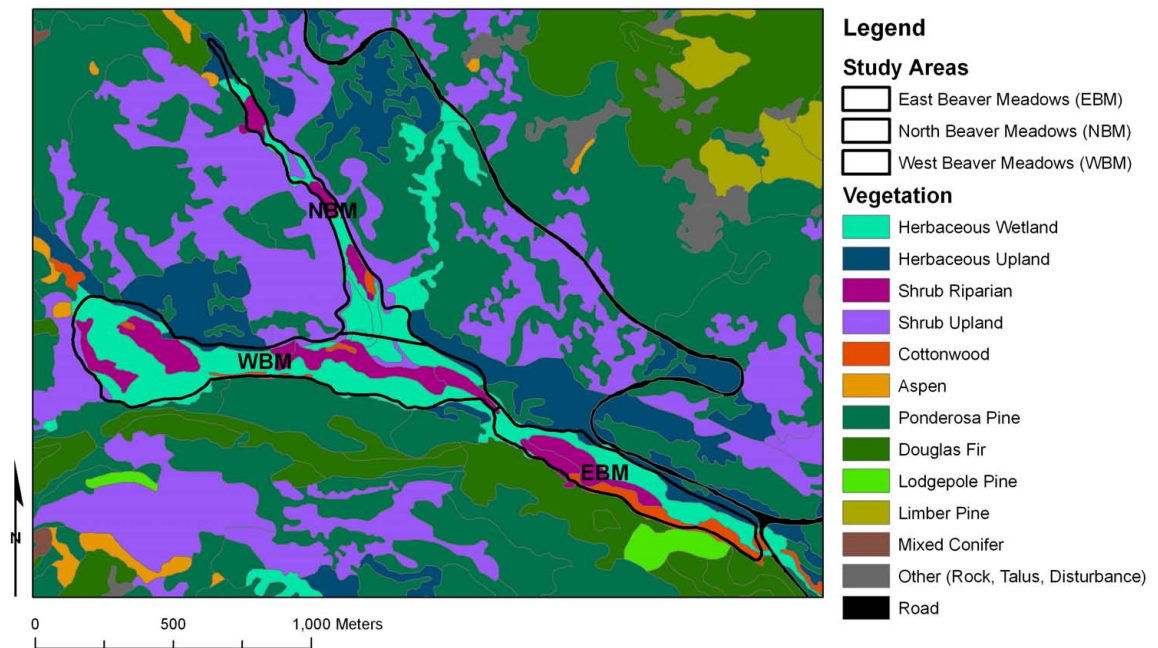 Legend
Study Areas
East Beaver Meadows (EBM)
North Beaver Meadows (NBM)
West Beaver Meadows (WBM)
Vegetation
Herbaceous Wetland
Herbaceous Upland
Shrub Riparian
Shrub Upland
Cottonwood
Aspen
Ponderosa Pine
Douglas Fir
Lodgepole Pine
Limber Pine
Mixed Conifer
Other (Rock, Talus, Disturbance)
Road
NBM
WBM
EBM
N
0 500 1,000 Meters